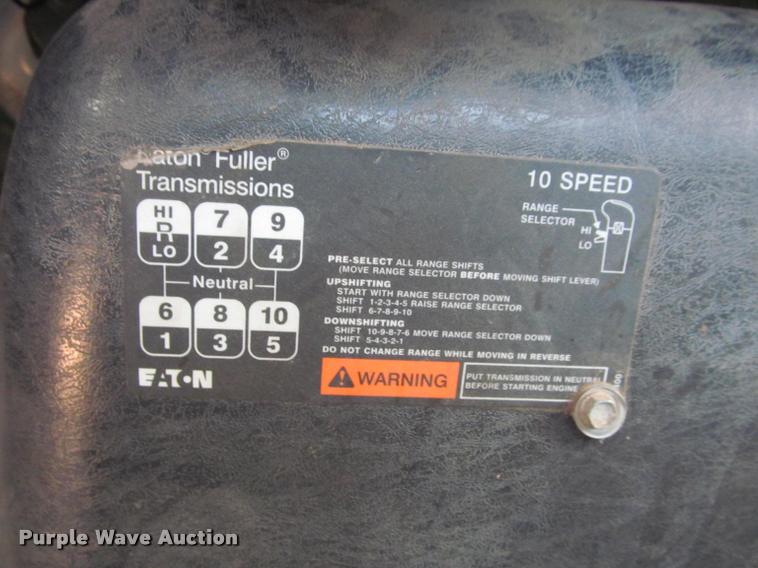 Eaton® Fuller®
Transmissions
10 SPEED
HI 7 9
R
LO 2 4
Neutral
6 8 10
1 3 5
EATON
RANGE
SELECTOR
HI
LO
PRE-SELECT ALL RANGE SHIFTS
(MOVE RANGE SELECTOR BEFORE MOVING SHIFT LEVER)
UPSHIFTING
START WITH RANGE SELECTOR DOWN
SHIFT 1-2-3-4-5 RAISE RANGE SELECTOR
SHIFT 6-7-8-9-10
DOWNSHIFTING
SHIFT 10-9-8-7-6 MOVE RANGE SELECTOR DOWN
SHIFT 5-4-3-2-1
DO NOT CHANGE RANGE WHILE MOVING IN REVERSE
WARNING
PUT TRANSMISSION IN NEUTRAL
BEFORE STARTING ENGINE
Purple Wave Auction